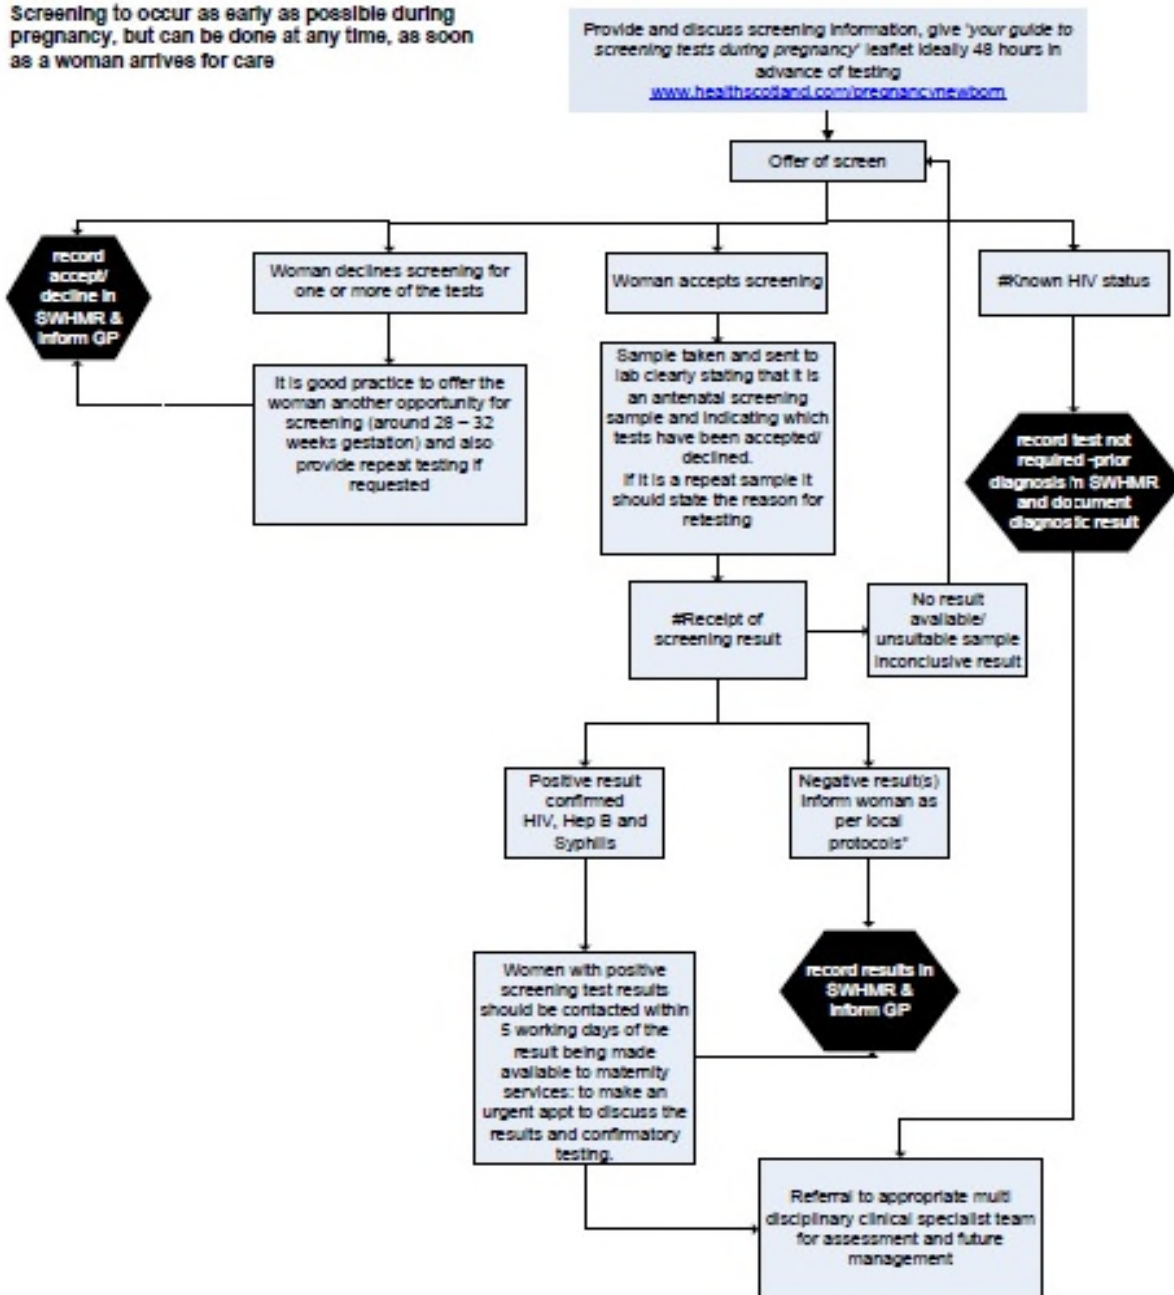 Screening to occur as early as possible during
pregnancy, but can be done at any time, as soon
as a woman arrives for care
Provide and discuss screening information, give 'your guide to
screening tests during pregnancy' leaflet ideally 48 hours in
advance of testing
www.healthscotland.com/pregnancynewborn
Offer of screen
record
accept/
decline in
SWHMR &
inform GP
Woman declines screening for
one or more of the tests
Woman accepts screening
#Known HIV status
It is good practice to offer the
woman another opportunity for
screening (around 28 – 32
weeks gestation) and also
provide repeat testing if
requested
Sample taken and sent to
lab clearly stating that it is
an antenatal screening
sample and indicating which
tests have been accepted/
declined.
If it is a repeat sample it
should state the reason for
retesting
record test not
required -prior
diagnosis in SWHMR
and document
diagnostic result
#Receipt of
screening result
No result
available/
unsuitable sample
inconclusive result
Positive result
confirmed
HIV, Hep B and
Syphilis
Negative result(s)
Inform woman as
per local
protocols*
Women with positive
screening test results
should be contacted within
5 working days of the
result being made
available to maternity
services: to make an
urgent appt to discuss the
results and confirmatory
testing.
record results in
SWHMR &
inform GP
Referral to appropriate multi
disciplinary clinical specialist team
for assessment and future
management